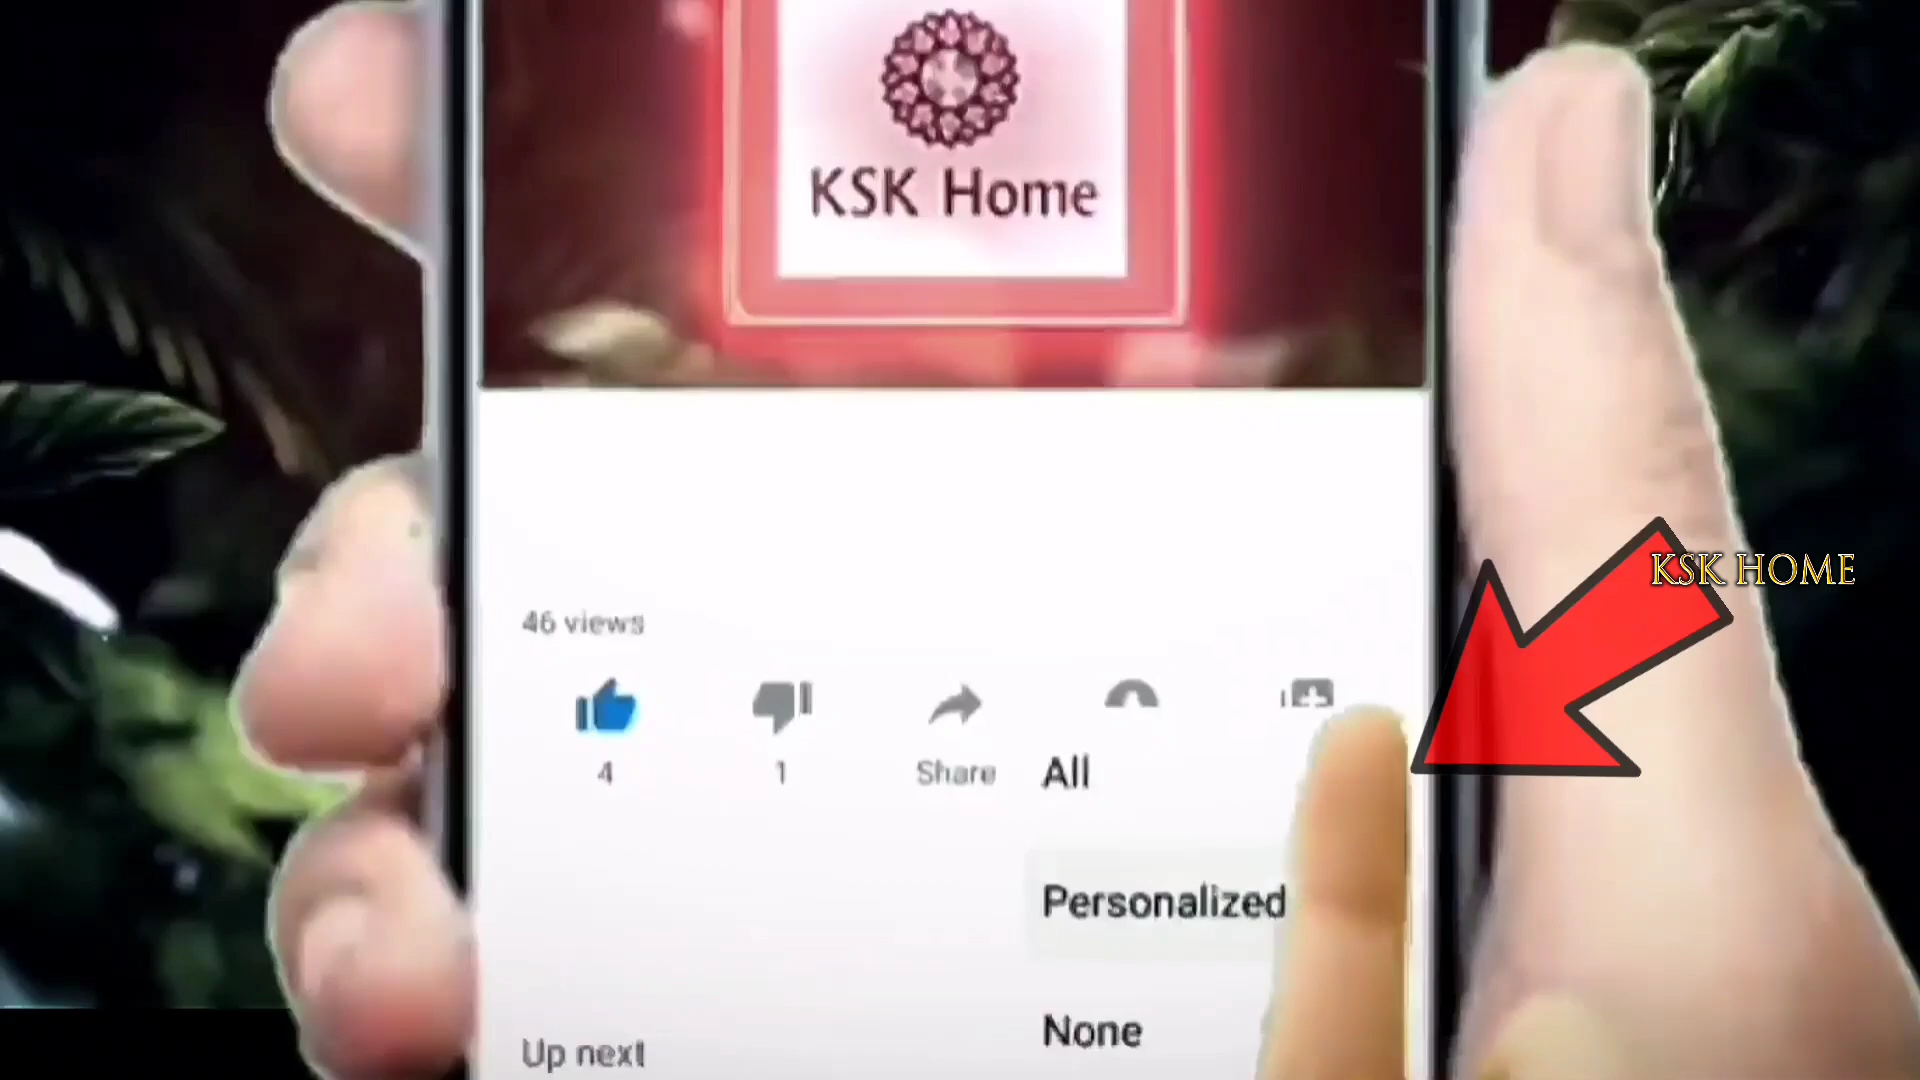 KSK Home
KSK HOME
46 views
4
1
Share
All
Personalized
None
Up next